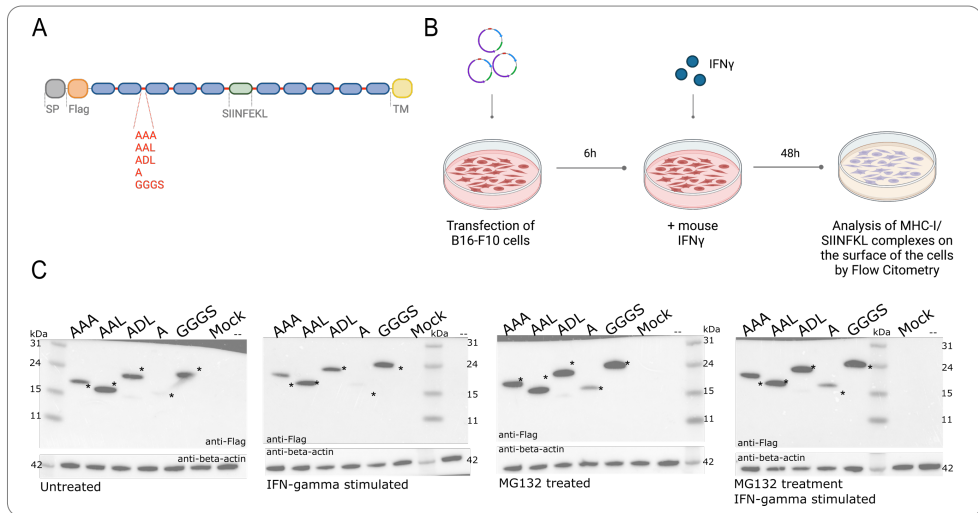 A
SP
Flag
SIINFEKL
TM
AAA
AAL
ADL
A
GGGS
B
IFNγ
6h
48h
Transfection of
B16-F10 cells
+ mouse
IFNγ
Analysis of MHC-I/
SIINFKL complexes on
the surface of the cells
by Flow Citometry
C
kDa AAA AAL ADL A GGGS Mock --
31
24
15
11
* * * * *
anti-Flag
anti-beta-actin
42
Untreated
AAA AAL ADL A GGGS Mock kDa --
31
24
15
11
* * * * *
anti-Flag
anti-beta-actin
42
IFN-gamma stimulated
AAA AAL ADL A GGGS Mock -- kDa
31
24
15
11
* * * * *
anti-Flag
anti-beta-actin
42
MG132 treated
AAA AAL ADL A GGGS kDa Mock --
31
24
15
11
* * * * *
anti-Flag
anti-beta-actin
42
MG132 treatment
IFN-gamma stimulated